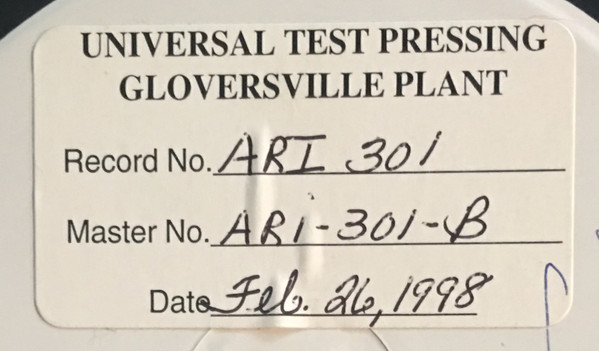 UNIVERSAL TEST PRESSING
GLOVERSVILLE PLANT
Record No. ARI 301
Master No. ARI-301-B
Date Feb. 26, 1998